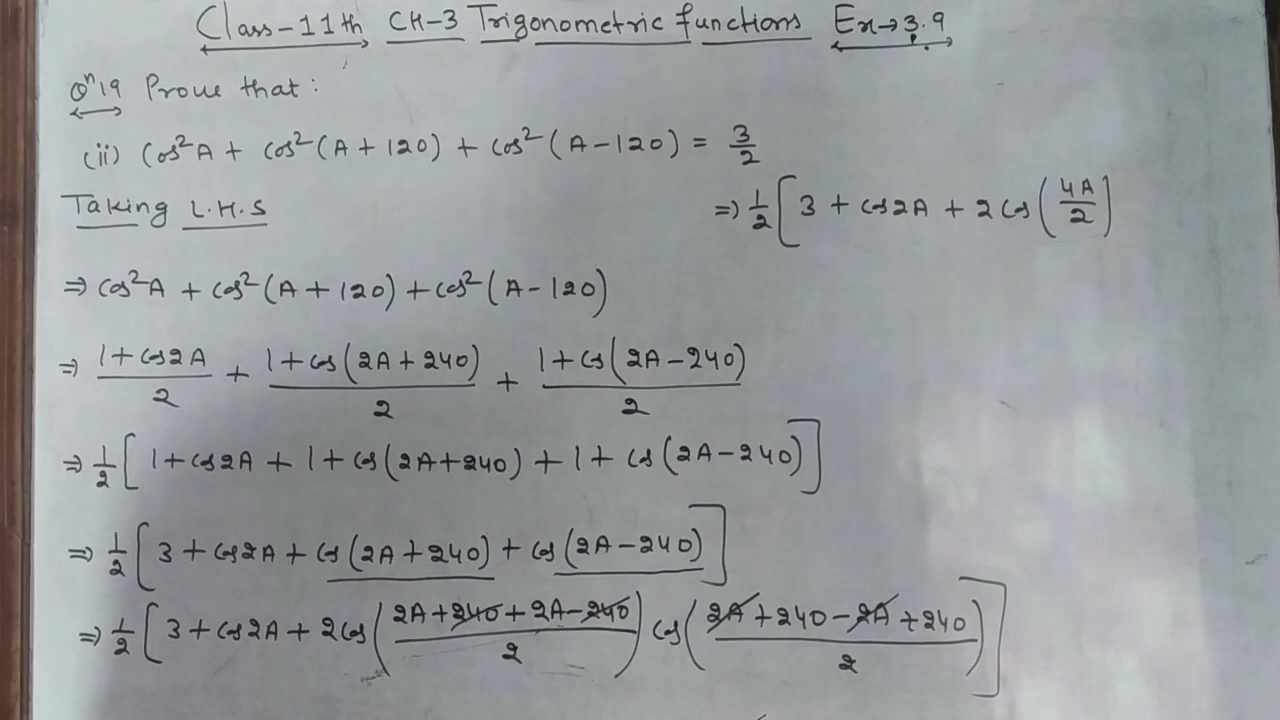 Class-11th CH-3 Trigonometric functions Ex→3.9
Qⁿ19 Prove that:
(ii) Cos²A + cos²(A+120) + cos²(A-120) = 3/2
Taking L.H.S
⇒ cos²A + cos²(A+120) + cos²(A-120)
⇒ (1+cos2A)/2 + (1+cos(2A+240))/2 + (1+cos(2A-240))/2
⇒ 1/2 [1+cos2A + 1+cos(2A+240) + 1+ cos(2A-240)]
⇒ 1/2 [3+cos2A + cos(2A+240) + cos(2A-240)]
⇒ 1/2 [3+cos2A + 2cos((2A+240+2A-240)/2) cos((2A+240-2A+240)/2)]
⇒ 1/2 [3 + cos2A + 2cos(4A/2)]